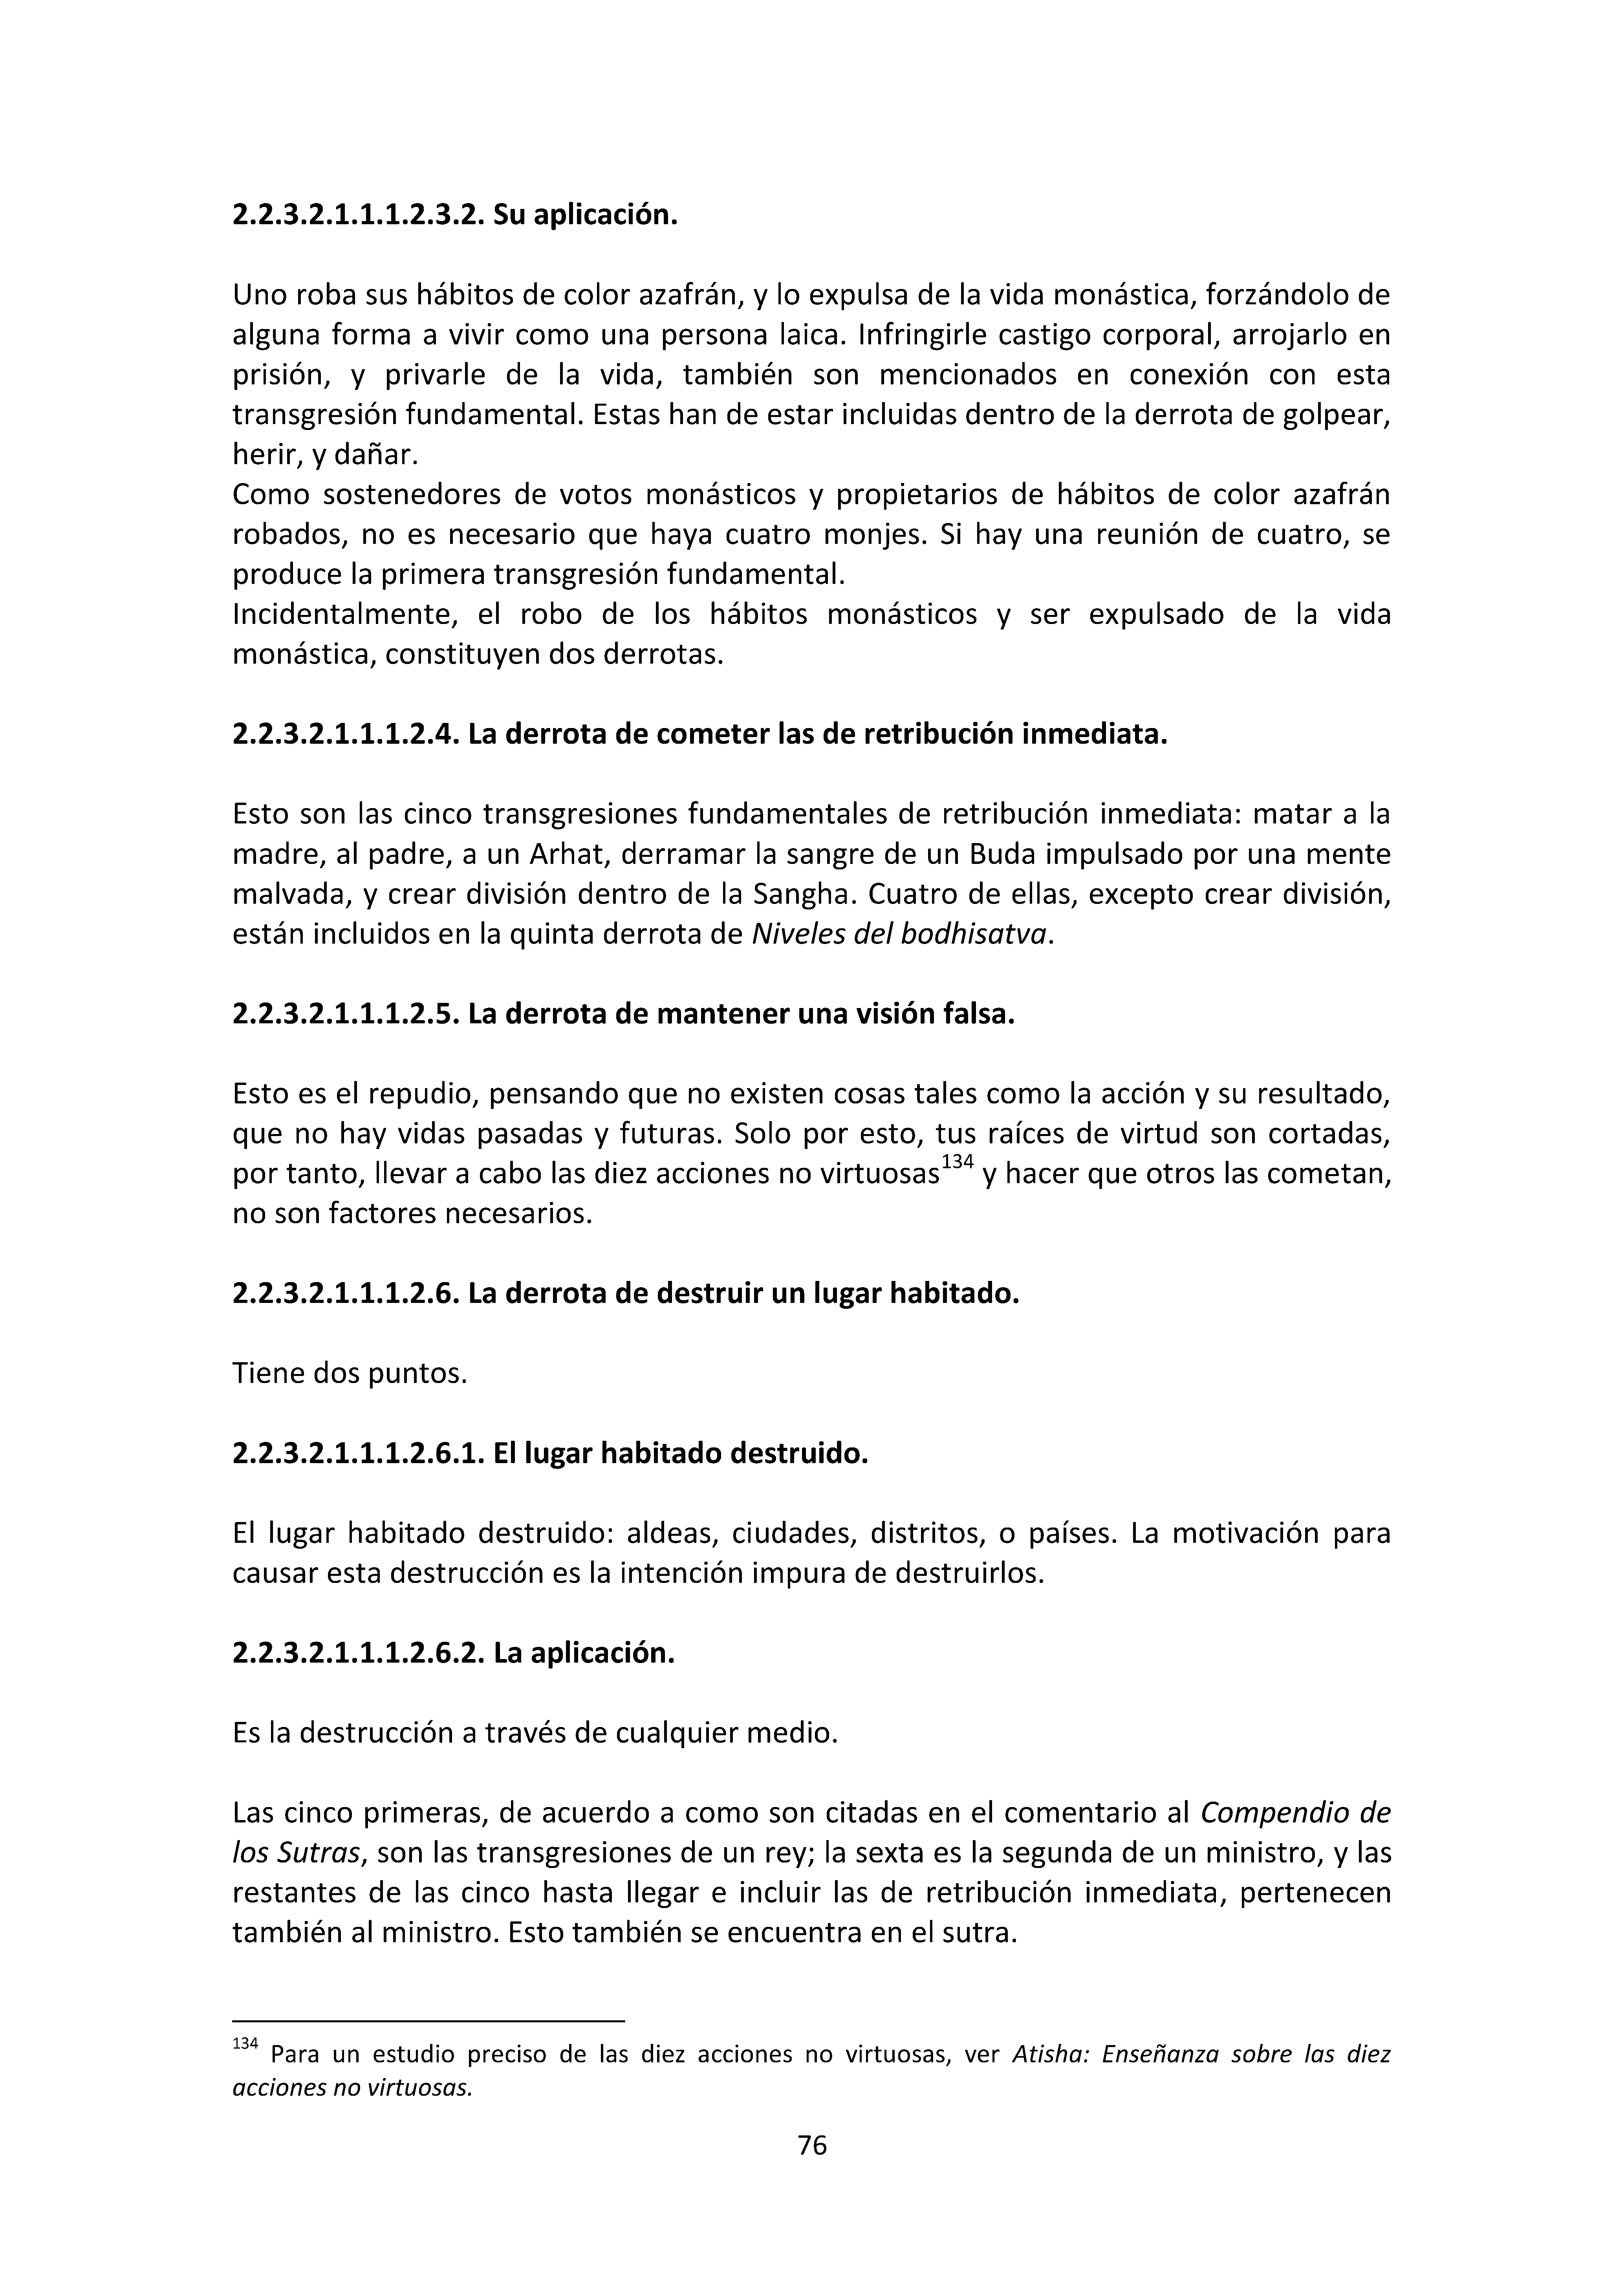 2.2.3.2.1.1.1.2.3.2. Su aplicación.
Uno roba sus hábitos de color azafrán, y lo expulsa de la vida monástica, forzándolo de
alguna forma a vivir como una persona laica. Infringirle castigo corporal, arrojarlo en
prisión, y privarle de la vida, también son mencionados en conexión con esta
transgresión fundamental. Estas han de estar incluidas dentro de la derrota de golpear,
herir, y dañar.
Como sostenedores de votos monásticos y propietarios de hábitos de color azafrán
robados, no es necesario que haya cuatro monjes. Si hay una reunión de cuatro, se
produce la primera transgresión fundamental.
Incidentalmente, el robo de los hábitos monásticos y ser expulsado de la vida
monástica, constituyen dos derrotas.
2.2.3.2.1.1.1.2.4. La derrota de cometer las de retribución inmediata.
Esto son las cinco transgresiones fundamentales de retribución inmediata: matar a la
madre, al padre, a un Arhat, derramar la sangre de un Buda impulsado por una mente
malvada, y crear división dentro de la Sangha. Cuatro de ellas, excepto crear división,
están incluidos en la quinta derrota de Niveles del bodhisatva.
2.2.3.2.1.1.1.2.5. La derrota de mantener una visión falsa.
Esto es el repudio, pensando que no existen cosas tales como la acción y su resultado,
que no hay vidas pasadas y futuras. Solo por esto, tus raíces de virtud son cortadas,
por tanto, llevar a cabo las diez acciones no virtuosas134 y hacer que otros las cometan,
no son factores necesarios.
2.2.3.2.1.1.1.2.6. La derrota de destruir un lugar habitado.
Tiene dos puntos.
2.2.3.2.1.1.1.2.6.1. El lugar habitado destruido.
El lugar habitado destruido: aldeas, ciudades, distritos, o países. La motivación para
causar esta destrucción es la intención impura de destruirlos.
2.2.3.2.1.1.1.2.6.2. La aplicación.
Es la destrucción a través de cualquier medio.
Las cinco primeras, de acuerdo a como son citadas en el comentario al Compendio de
los Sutras, son las transgresiones de un rey; la sexta es la segunda de un ministro, y las
restantes de las cinco hasta llegar e incluir las de retribución inmediata, pertenecen
también al ministro. Esto también se encuentra en el sutra.
134 Para un estudio preciso de las diez acciones no virtuosas, ver Atisha: Enseñanza sobre las diez
acciones no virtuosas.
76